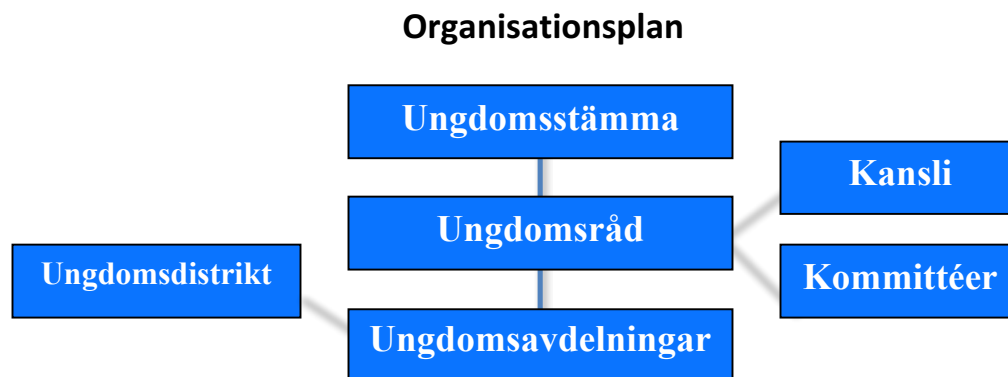 Organisationsplan
Ungdomsstämma
Kansli
Ungdomsråd
Ungdomsdistrikt
Kommittéer
Ungdomsavdelningar